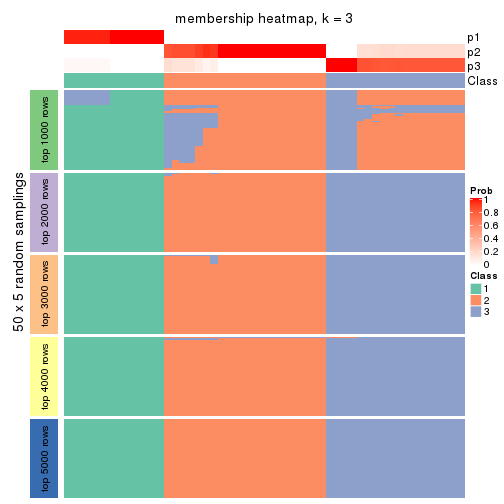 membership heatmap, k = 3
p1
p2
p3
Class
50 x 5 random samplings
top 1000 rows
top 2000 rows
top 3000 rows
top 4000 rows
top 5000 rows
Prob
1
0.8
0.6
0.4
0.2
0
Class
1
2
3